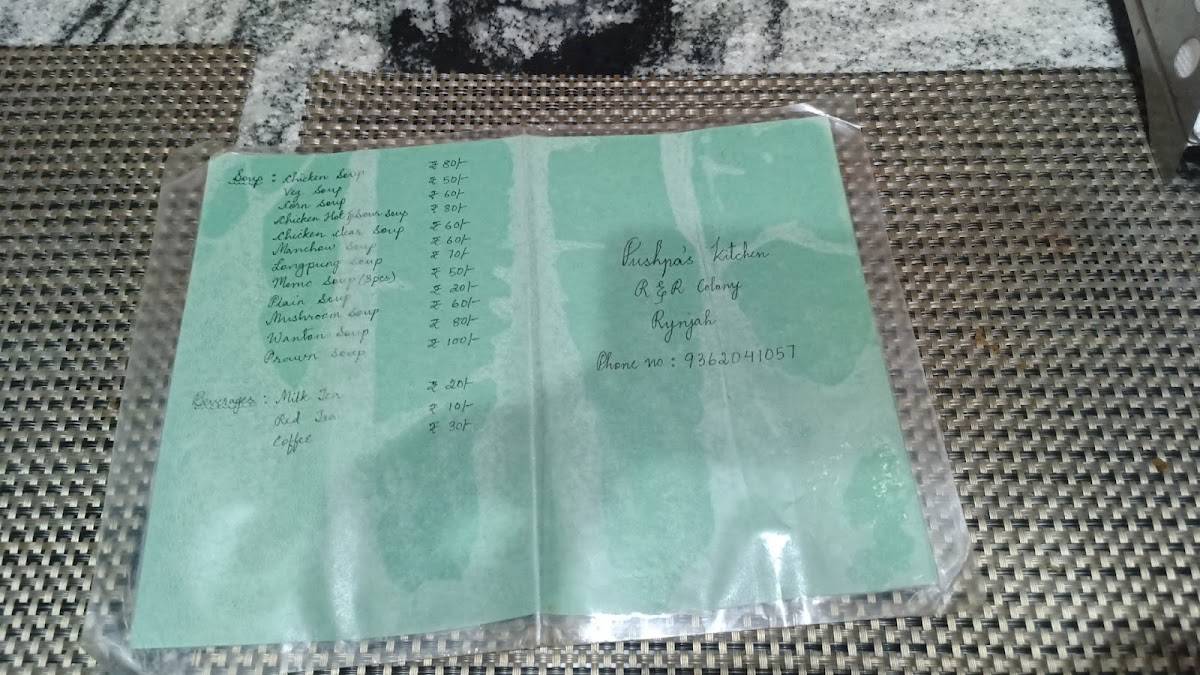 Soup : Chicken Soup ₹ 80/-
Veg Soup ₹ 50/-
Corn Soup ₹ 60/-
Chicken Hot & Sour Soup ₹ 80/-
Chicken Clear Soup ₹ 60/-
Manchow Soup ₹ 60/-
Longpung Soup ₹ 70/-
Momo Soup (8pcs) ₹ 50/-
Plain Soup ₹ 20/-
Mushroom Soup ₹ 60/-
Wanton Soup ₹ 80/-
Prawn Soup ₹ 100/-
Beverages : Milk Tea ₹ 20/-
Red Tea ₹ 10/-
Coffee ₹ 30/-
Pushpa's Kitchen
R & R Colony
Rynjah
Phone no : 9362041057